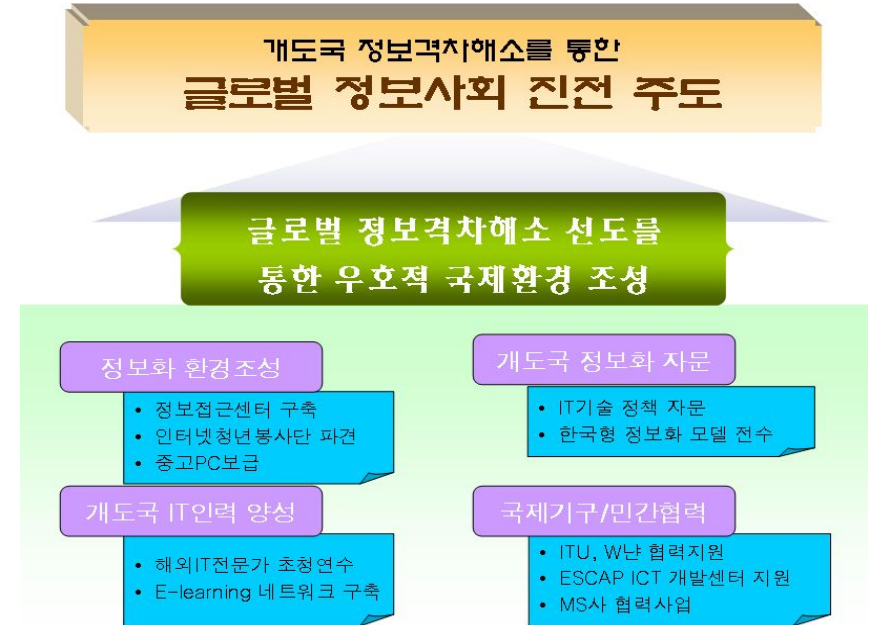 개도국 정보격차해소를 통한
글로벌 정보사회 진전 주도
글로벌 정보격차해소 선도를
통한 우호적 국제환경 조성
정보화 환경조성
• 정보접근센터 구축
• 인터넷청년봉사단 파견
• 중고PC보급
개도국 정보화 자문
• IT기술 정책 자문
• 한국형 정보화 모델 전수
개도국 IT인력 양성
• 해외IT전문가 초청연수
• E-learning 네트워크 구축
국제기구/민간협력
• ITU, W냔 협력지원
• ESCAP ICT 개발센터 지원
• MS사 협력사업